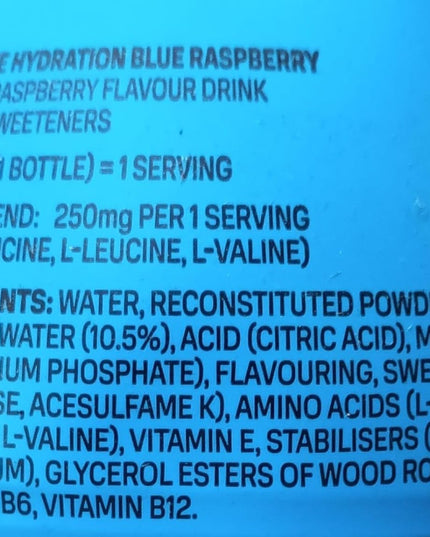 E HYDRATION BLUE RASPBERRY
ASPBERRY FLAVOUR DRINK
WEETENERS
1 BOTTLE) = 1 SERVING
END: 250mg PER 1 SERVING
CINE, L-LEUCINE, L-VALINE)
NTS: WATER, RECONSTITUTED POWD
WATER (10.5%), ACID (CITRIC ACID), M
IUM PHOSPHATE), FLAVOURING, SWE
SE, ACESULFAME K), AMINO ACIDS (L-
L-VALINE), VITAMIN E, STABILISERS (
UM), GLYCEROL ESTERS OF WOOD RO
B6, VITAMIN B12.